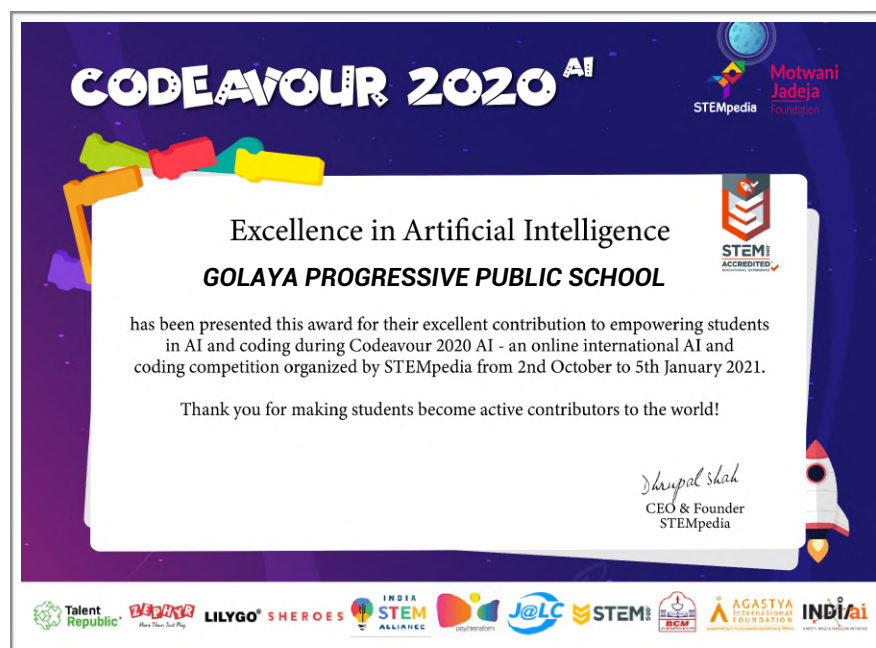 CODEAVOUR 2020 AI
STEMpedia
Motwani
Jadeja
Foundation
STEM
ACCREDITED
Excellence in Artificial Intelligence
GOLAYA PROGRESSIVE PUBLIC SCHOOL
has been presented this award for their excellent contribution to empowering students
in AI and coding during Codeavour 2020 AI - an online international AI and
coding competition organized by STEMpedia from 2nd October to 5th January 2021.
Thank you for making students become active contributors to the world!
Dhrupal Shah
CEO & Founder
STEMpedia
Talent
Republic
ZEPHYR
More Than Just Play
LILYGO®
SHEROES
INDIA
STEM
ALLIANCE
J@LC
STEM
BCM
AGASTYA
International
FOUNDATION
INDIAai